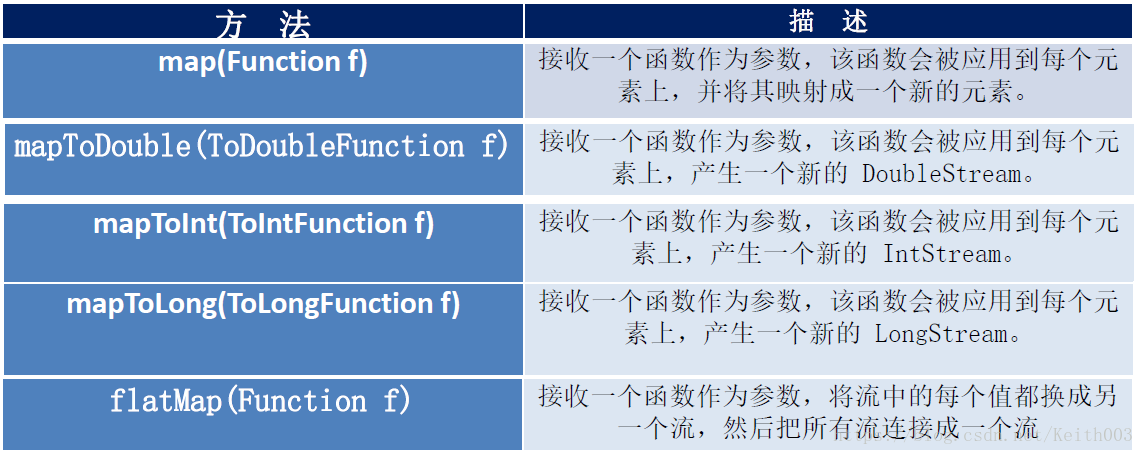 方 法
描 述
map(Function f)
接收一个函数作为参数，该函数会被应用到每个元
素上，并将其映射成一个新的元素。
mapToDouble(ToDoubleFunction f)
接收一个函数作为参数，该函数会被应用到每个元
素上，产生一个新的 DoubleStream。
mapToInt(ToIntFunction f)
接收一个函数作为参数，该函数会被应用到每个元
素上，产生一个新的 IntStream。
mapToLong(ToLongFunction f)
接收一个函数作为参数，该函数会被应用到每个元
素上，产生一个新的 LongStream。
flatMap(Function f)
接收一个函数作为参数，将流中的每个值都换成另
一个流，然后把所有流连接成一个流
https://blog.csdn.net/Keith003